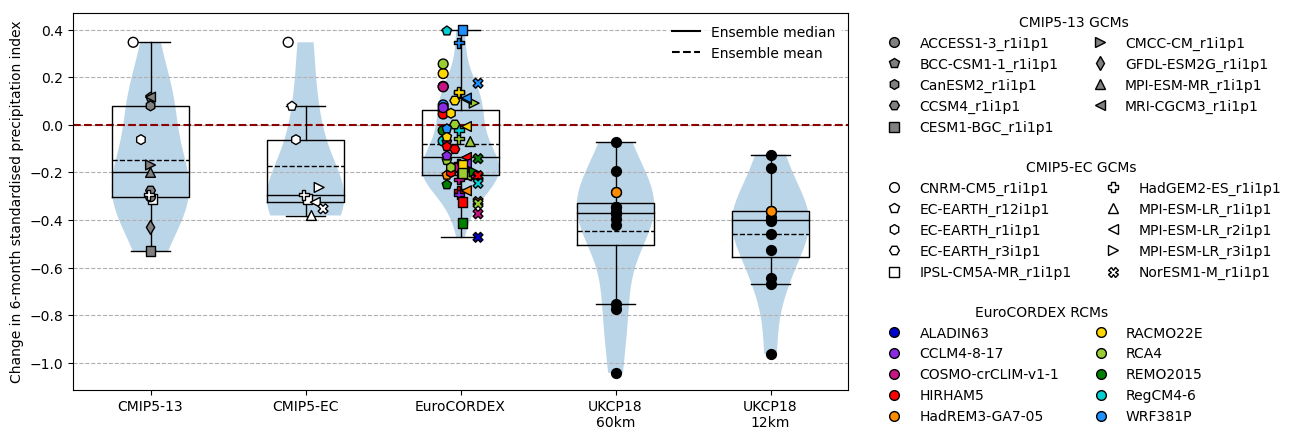 Change in 6-month standardised precipitation index
0.4
0.2
0.0
−0.2
−0.4
−0.6
−0.8
−1.0
Ensemble median
Ensemble mean
CMIP5-13
CMIP5-EC
EuroCORDEX
UKCP18
60km
UKCP18
12km
CMIP5-13 GCMs
ACCESS1-3_r1i1p1
BCC-CSM1-1_r1i1p1
CanESM2_r1i1p1
CCSM4_r1i1p1
CESM1-BGC_r1i1p1
CMCC-CM_r1i1p1
GFDL-ESM2G_r1i1p1
MPI-ESM-MR_r1i1p1
MRI-CGCM3_r1i1p1
CMIP5-EC GCMs
CNRM-CM5_r1i1p1
EC-EARTH_r12i1p1
EC-EARTH_r1i1p1
EC-EARTH_r3i1p1
IPSL-CM5A-MR_r1i1p1
HadGEM2-ES_r1i1p1
MPI-ESM-LR_r1i1p1
MPI-ESM-LR_r2i1p1
MPI-ESM-LR_r3i1p1
NorESM1-M_r1i1p1
EuroCORDEX RCMs
ALADIN63
CCLM4-8-17
COSMO-crCLIM-v1-1
HIRHAM5
HadREM3-GA7-05
RACMO22E
RCA4
REMO2015
RegCM4-6
WRF381P